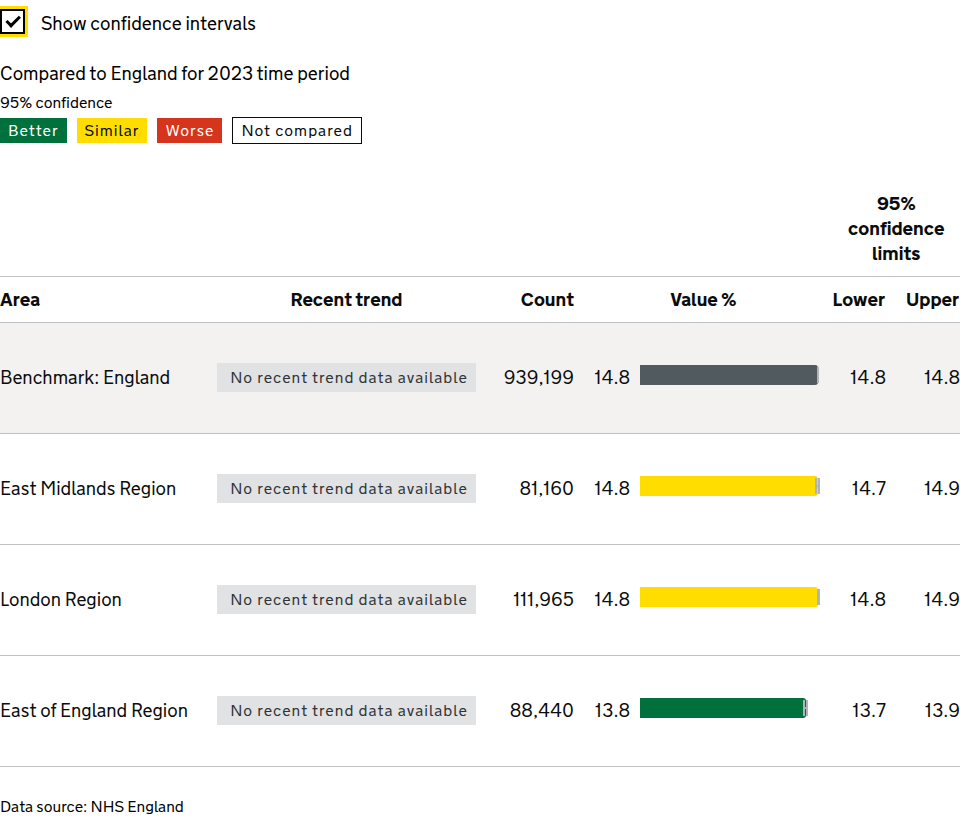 Show confidence intervals
Compared to England for 2023 time period
95% confidence
Better Similar Worse Not compared
95%
confidence
limits
Area Recent trend Count Value % Lower Upper
Benchmark: England No recent trend data available 939,199 14.8 14.8 14.8
East Midlands Region No recent trend data available 81,160 14.8 14.7 14.9
London Region No recent trend data available 111,965 14.8 14.8 14.9
East of England Region No recent trend data available 88,440 13.8 13.7 13.9
Data source: NHS England